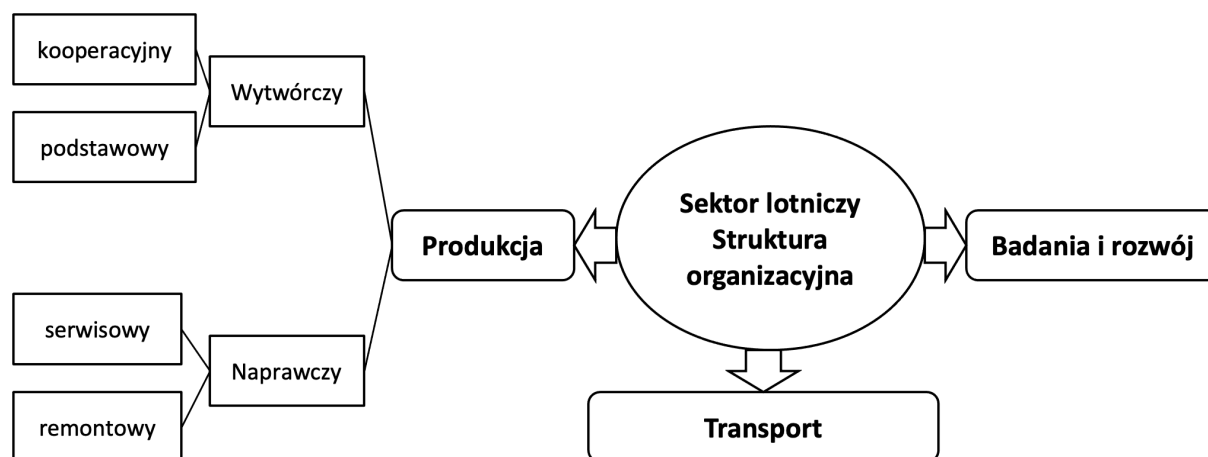 kooperacyjny
Wytwórczy
podstawowy
Sektor lotniczy
Struktura
organizacyjna
Produkcja
Badania i rozwój
serwisowy
Naprawczy
remontowy
Transport